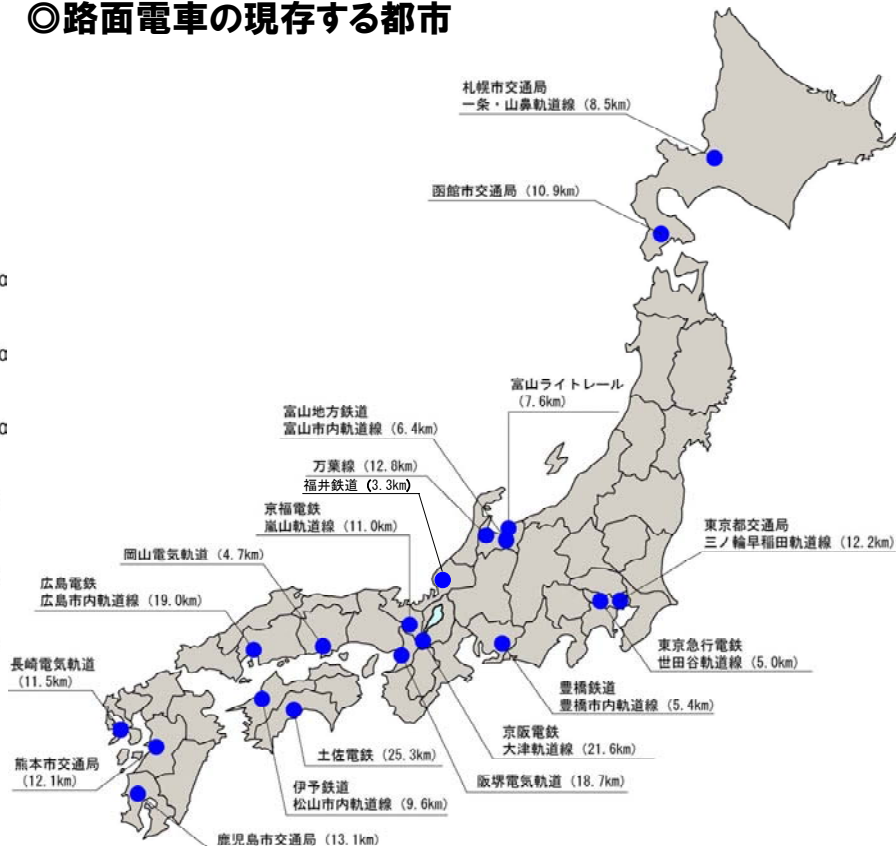 ◎路面電車の現存する都市
札幌市交通局
一条・山鼻軌道線（8.5km）
函館市交通局（10.9km）
富山ライトレール
（7.6km）
富山地方鉄道
富山市内軌道線（6.4km）
万葉線（12.8km）
福井鉄道（3.3km）
京福電鉄
嵐山軌道線（11.0km）
岡山電気軌道（4.7km）
広島電鉄
広島市内軌道線（19.0km）
長崎電気軌道
（11.5km）
熊本市交通局
（12.1km）
鹿児島市交通局（13.1km）
伊予鉄道
松山市内軌道線（9.6km）
土佐電鉄（25.3km）
阪堺電気軌道（18.7km）
京阪電鉄
大津軌道線（21.6km）
豊橋鉄道
豊橋市内軌道線（5.4km）
東京急行電鉄
世田谷軌道線（5.0km）
東京都交通局
三ノ輪早稲田軌道線（12.2km）